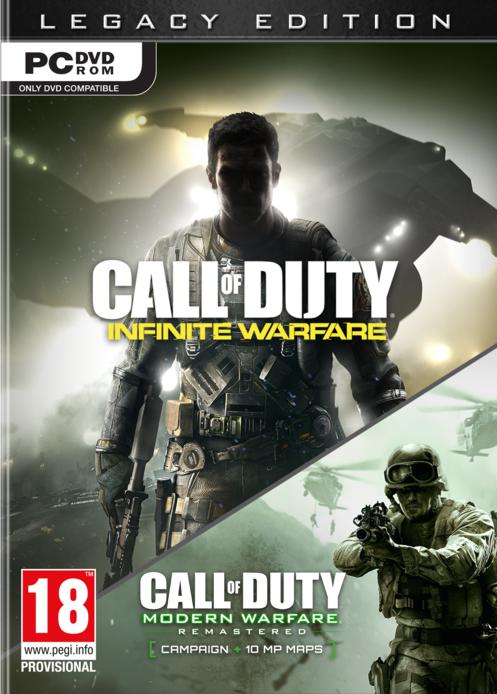 LEGACY EDITION
PC DVD ROM
ONLY DVD COMPATIBLE
CALL OF DUTY®
INFINITE WARFARE
CALL OF DUTY
MODERN WARFARE®
REMASTERED
[ CAMPAIGN + 10 MP MAPS ]
18 ™
www.pegi.info
PROVISIONAL